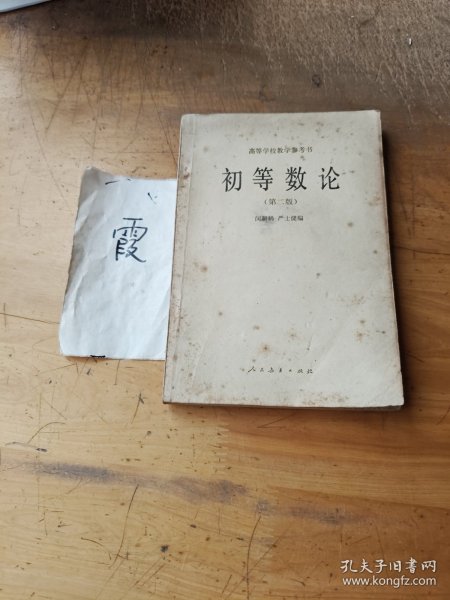 霞
高等学校教学参考书
初等数论
（第二版）
闵嗣鹤 严士健编
人民教育出版社
孔夫子旧书网
www.kongfz.com